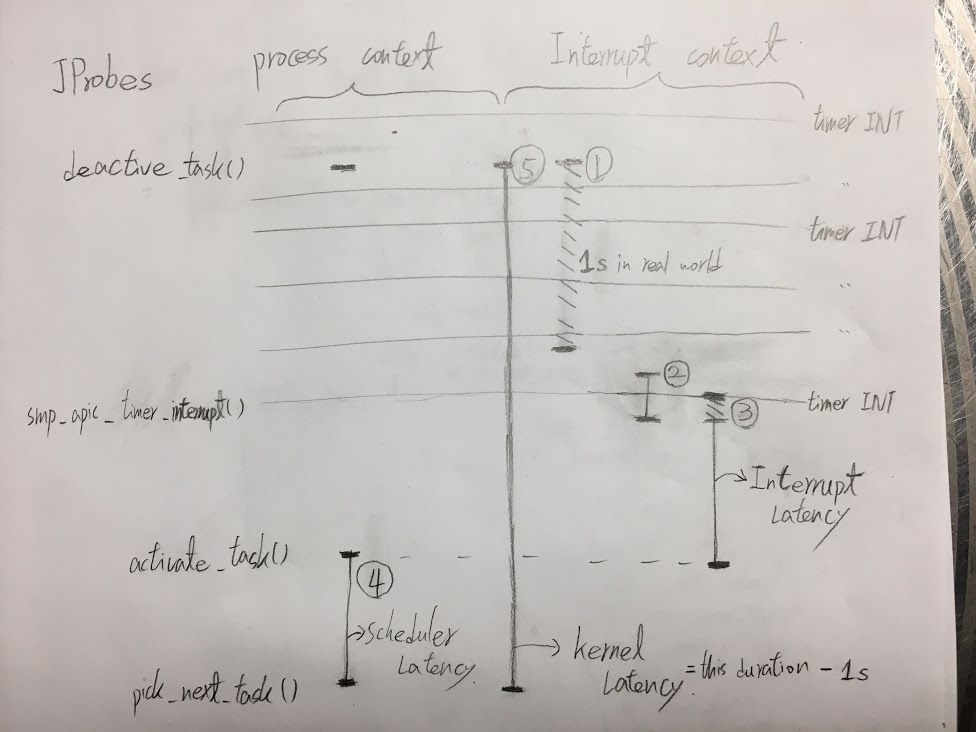 JProbes
process context
Interrupt context
timer INT
deactive_task()
⑤
①
"
timer INT
1s in real world
"
"
②
smp_apic_timer_interrupt()
③
timer INT
Interrupt
Latency
activate_task()
④
scheduler
Latency
kernel
Latency = this duration - 1s
pick_next_task()